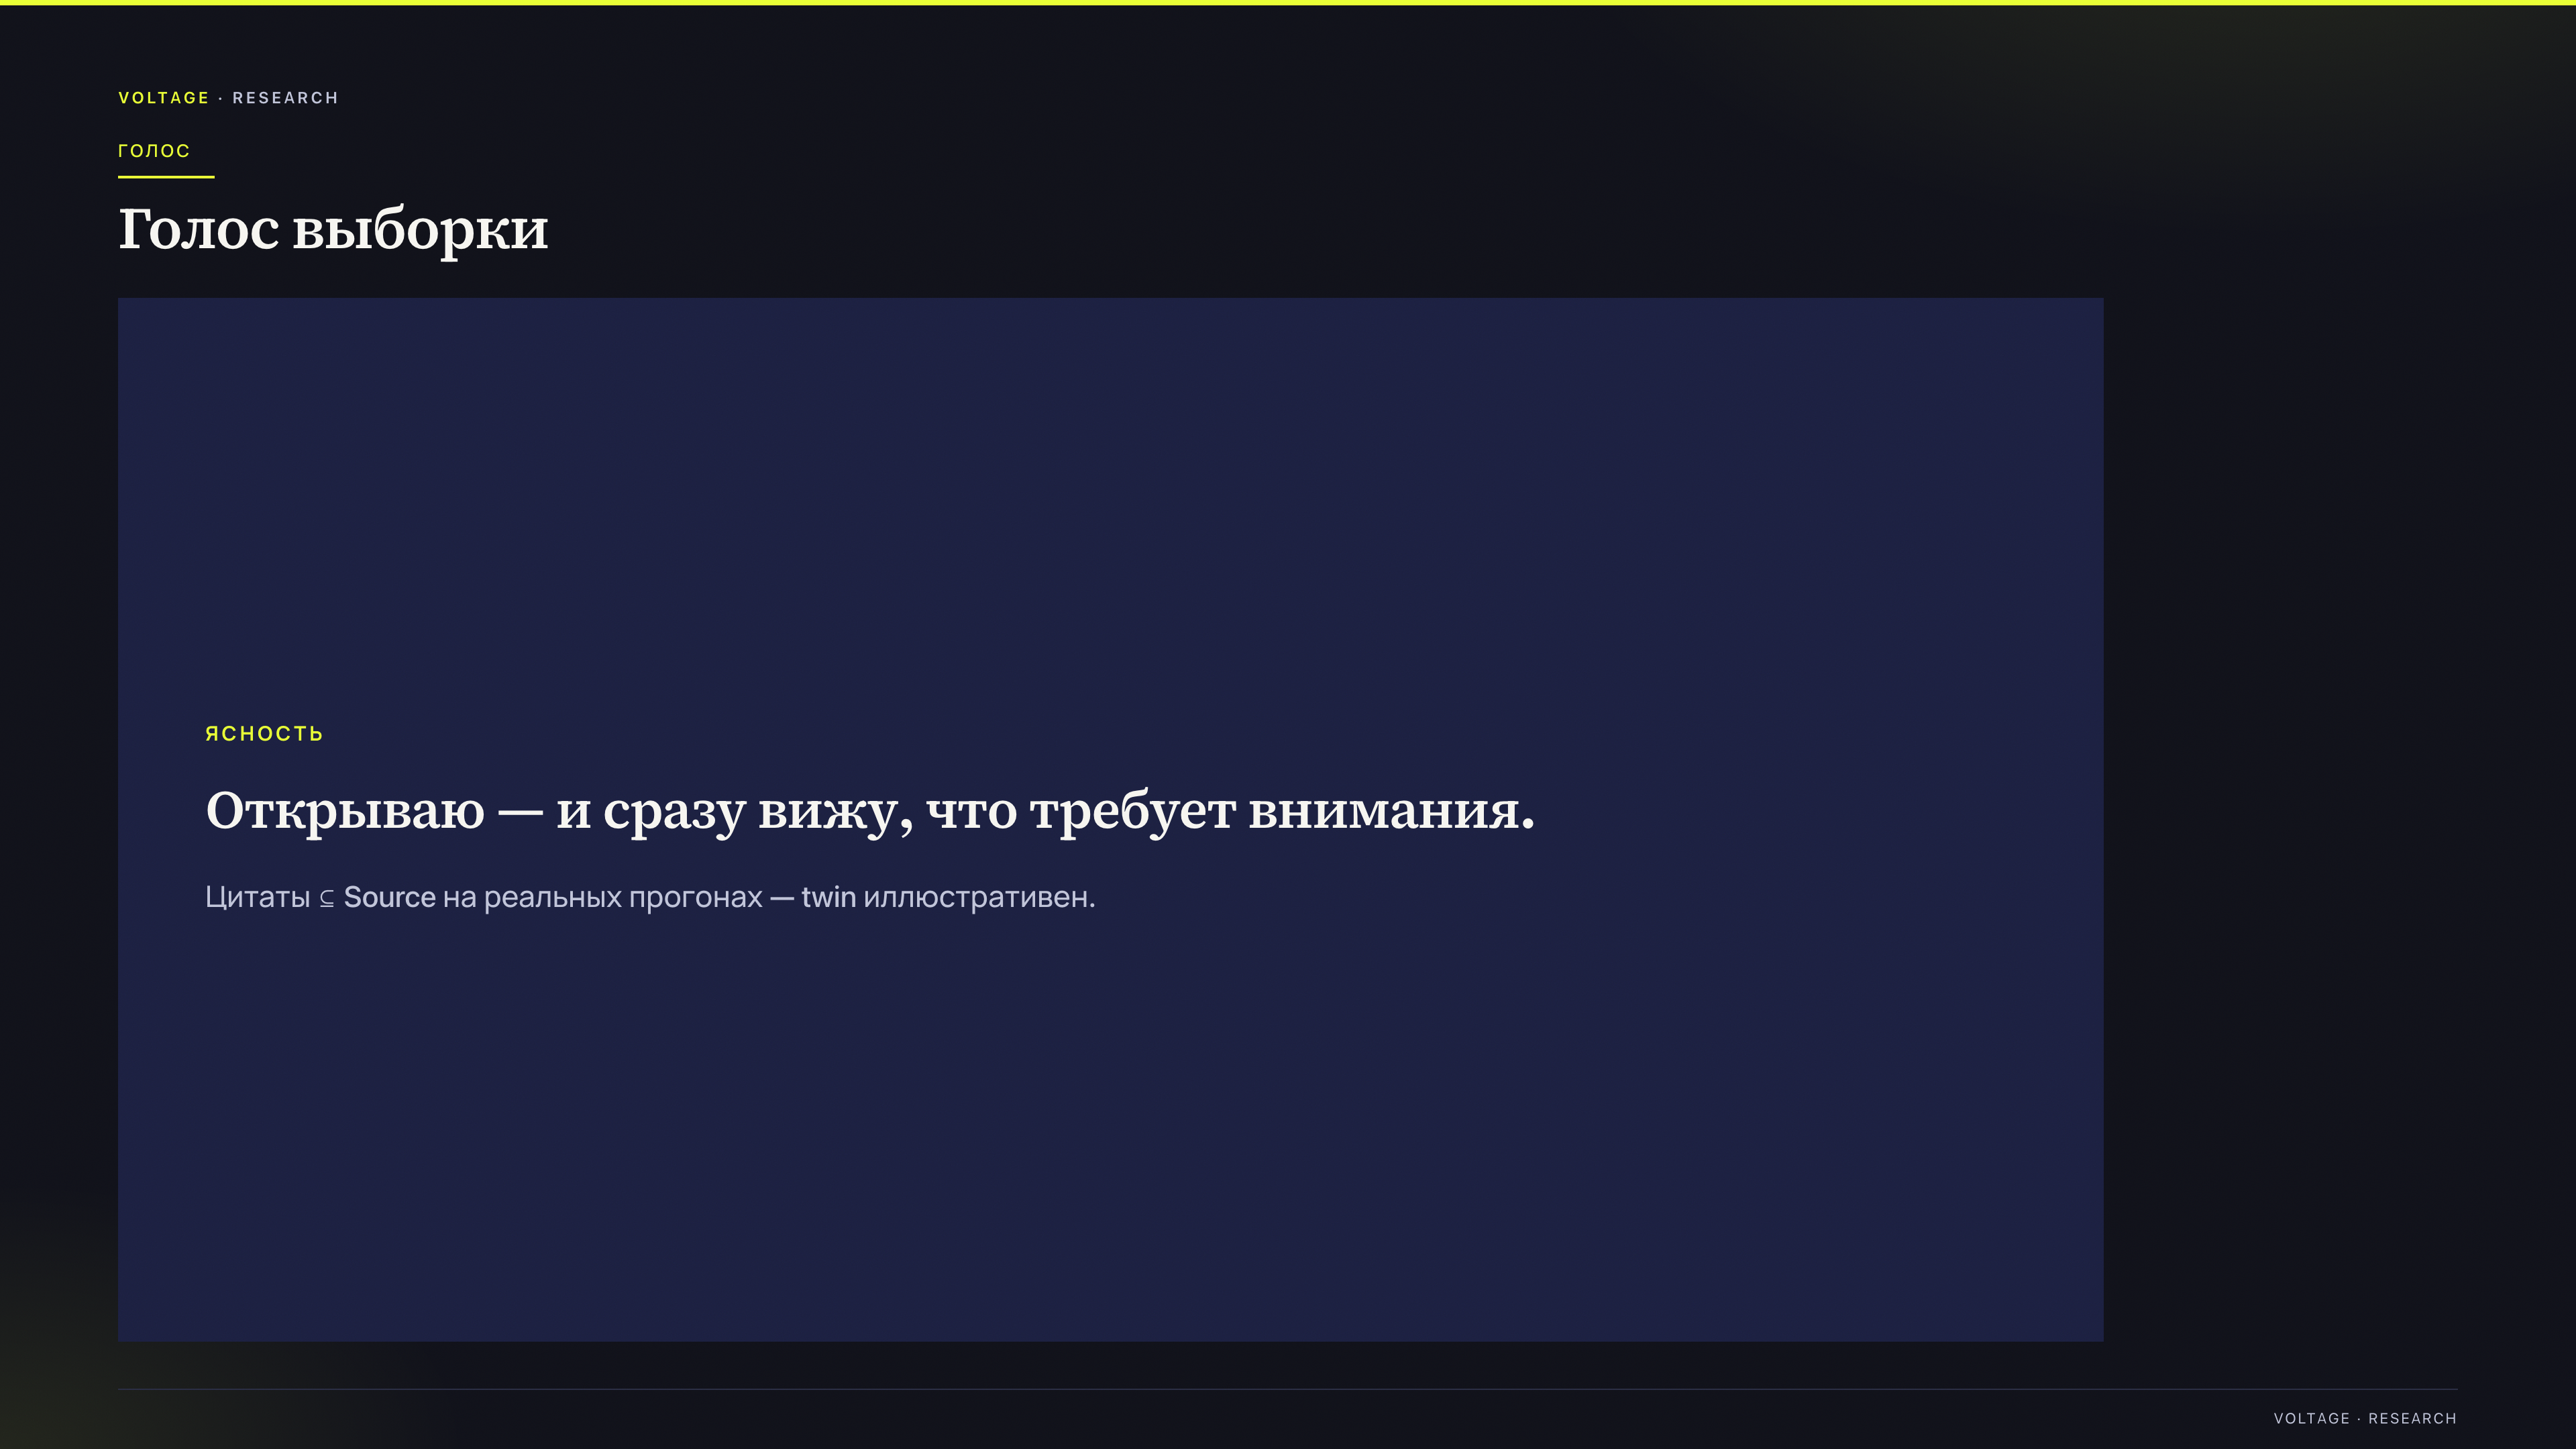 VOLTAGE · RESEARCH
ГОЛОС
Голос выборки
ЯСНОСТЬ
Открываю — и сразу вижу, что требует внимания.
Цитаты ⊆ Source на реальных прогонах — twin иллюстративен.
VOLTAGE · RESEARCH